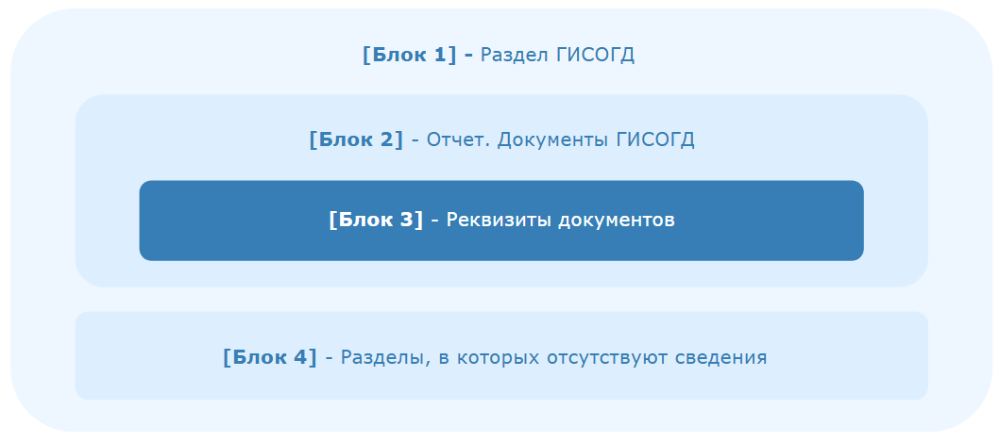 [Блок 1] - Раздел ГИСОГД
[Блок 2] - Отчет. Документы ГИСОГД
[Блок 3] - Реквизиты документов
[Блок 4] - Разделы, в которых отсутствуют сведения